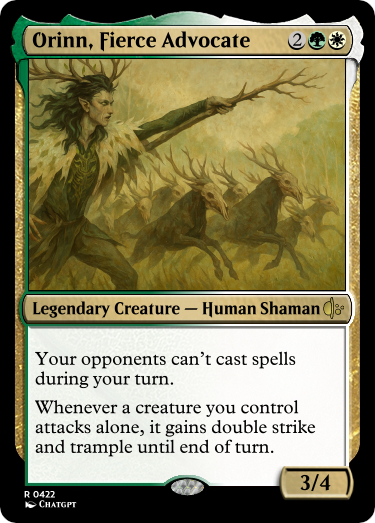 Orinn, Fierce Advocate 2
Legendary Creature — Human Shaman
Your opponents can't cast spells
during your turn.
Whenever a creature you control
attacks alone, it gains double strike
and trample until end of turn.
3/4
R 0422
ChatGPT